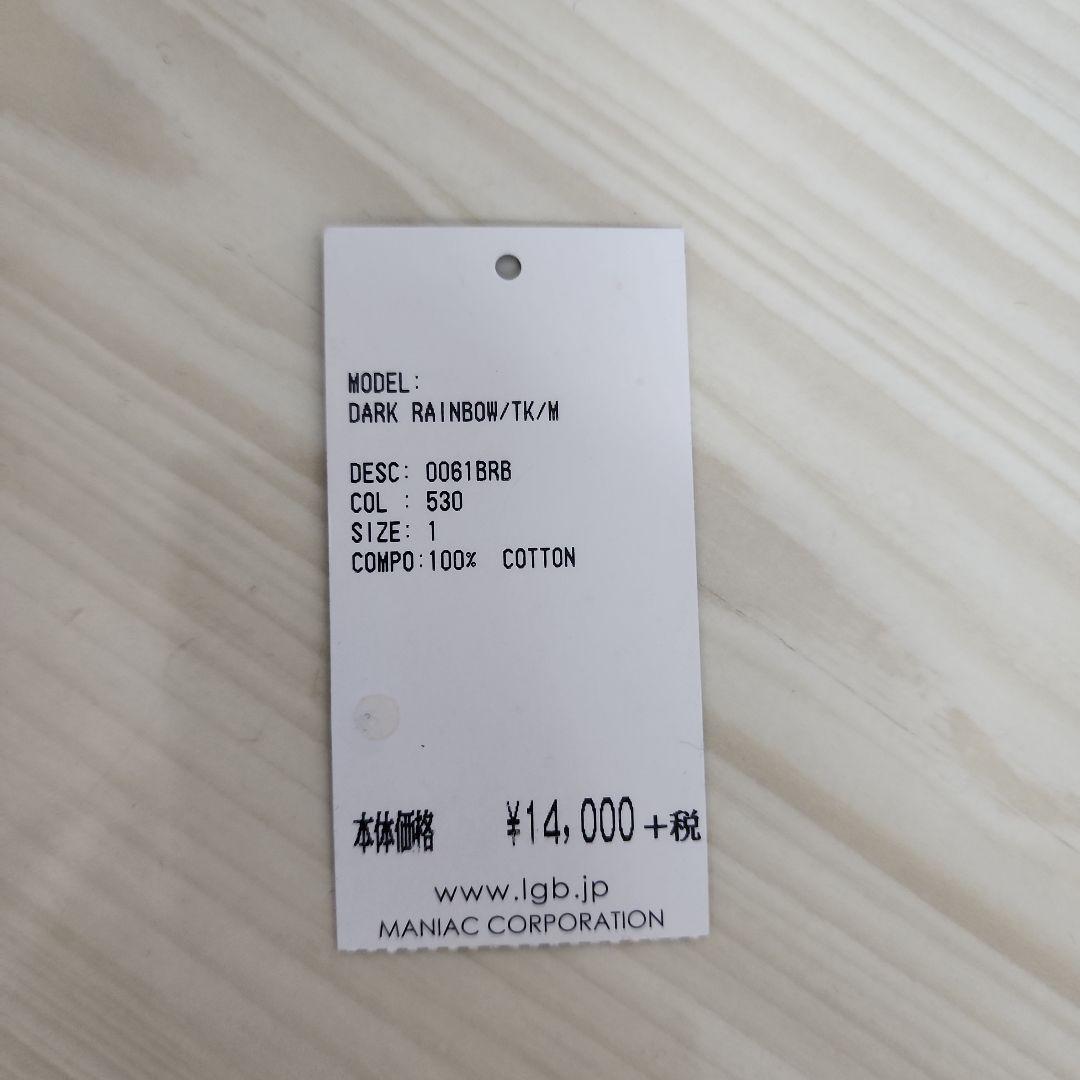 MODEL:
DARK RAINBOW/TK/M
DESC: 0061BRB
COL : 530
SIZE: 1
COMPO:100% COTTON
本体価格 ¥14,000+税
www.lgb.jp
MANIAC CORPORATION